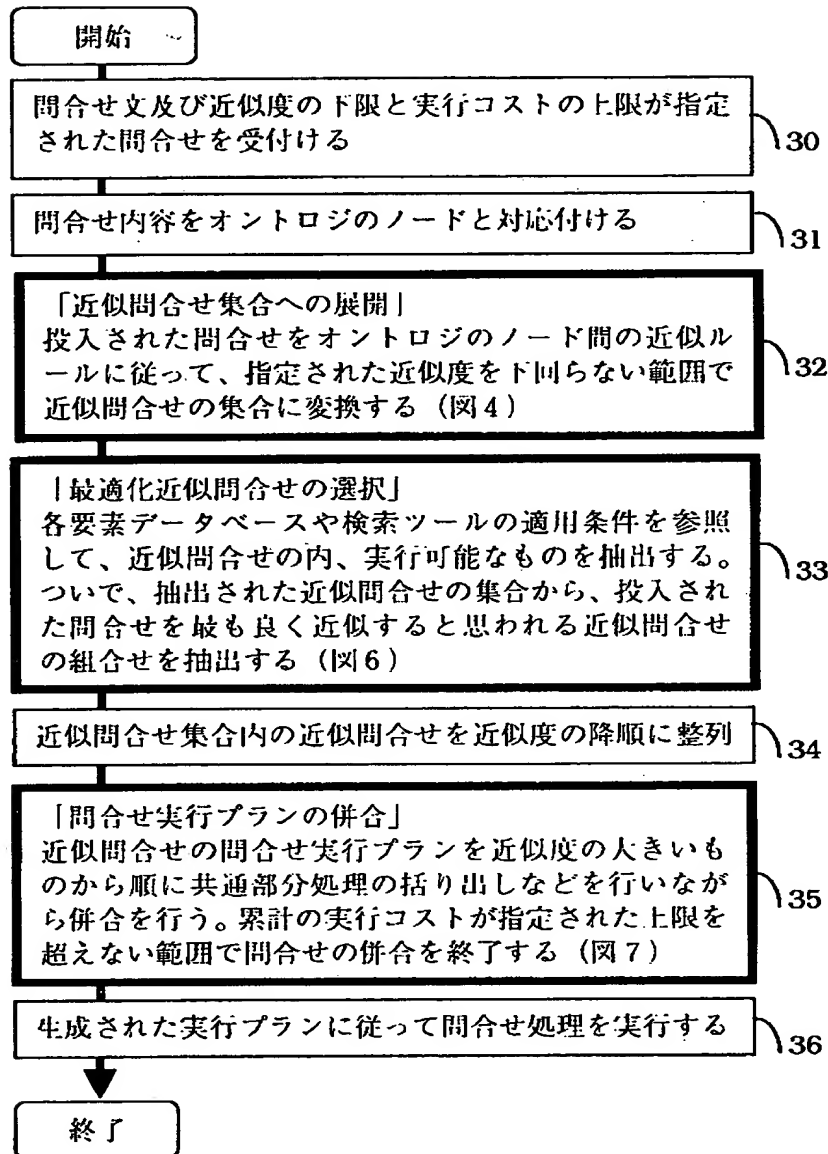 開始
問合せ文及び近似度の下限と実行コストの上限が指定
された問合せを受付ける
30
問合せ内容をオントロジのノードと対応付ける
31
「近似問合せ集合への展開」
投入された問合せをオントロジのノード間の近似ル
ールに従って、指定された近似度を下回らない範囲で
近似問合せの集合に変換する（図4）
32
「最適化近似問合せの選択」
各要素データベースや検索ツールの適用条件を参照
して、近似問合せの内、実行可能なものを抽出する。
ついで、抽出された近似問合せの集合から、投入され
た問合せを最も良く近似すると思われる近似問合せ
の組合せを抽出する（図6）
33
近似問合せ集合内の近似問合せを近似度の降順に整列
34
「問合せ実行プランの併合」
近似問合せの問合せ実行プランを近似度の大きいも
のから順に共通部分処理の括り出しなどを行いなが
ら併合を行う。累計の実行コストが指定された上限を
超えない範囲で問合せの併合を終了する（図7）
35
生成された実行プランに従って問合せ処理を実行する
36
終了